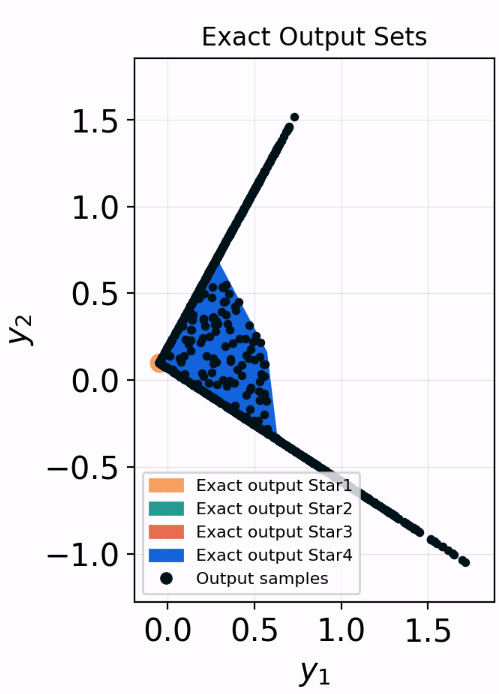 Exact Output Sets
1.5
1.0
0.5
0.0
−0.5
−1.0
y2
Exact output Star1
Exact output Star2
Exact output Star3
Exact output Star4
Output samples
0.0 0.5 1.0 1.5
y1